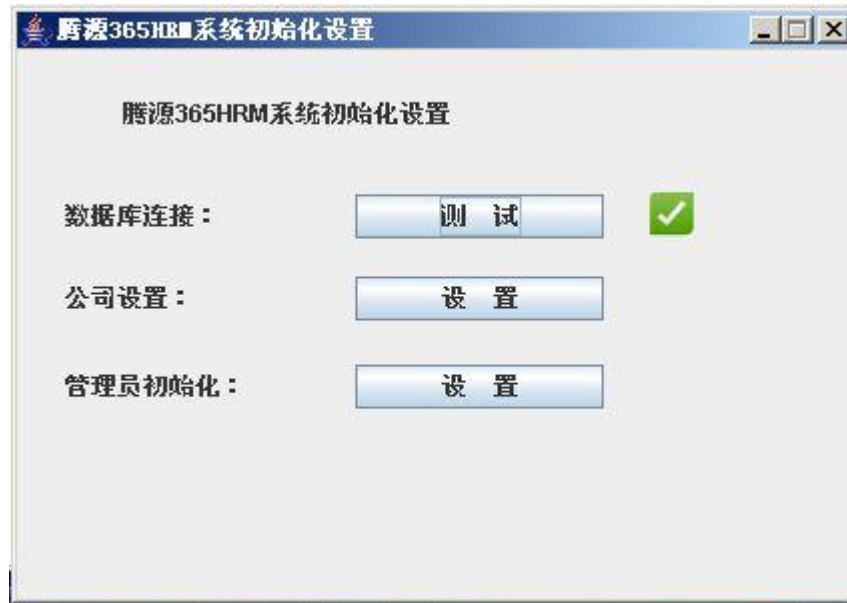 腾源365HRM系统初始化设置
腾源365HRM系统初始化设置
数据库连接： 测 试
公司设置： 设 置
管理员初始化： 设 置